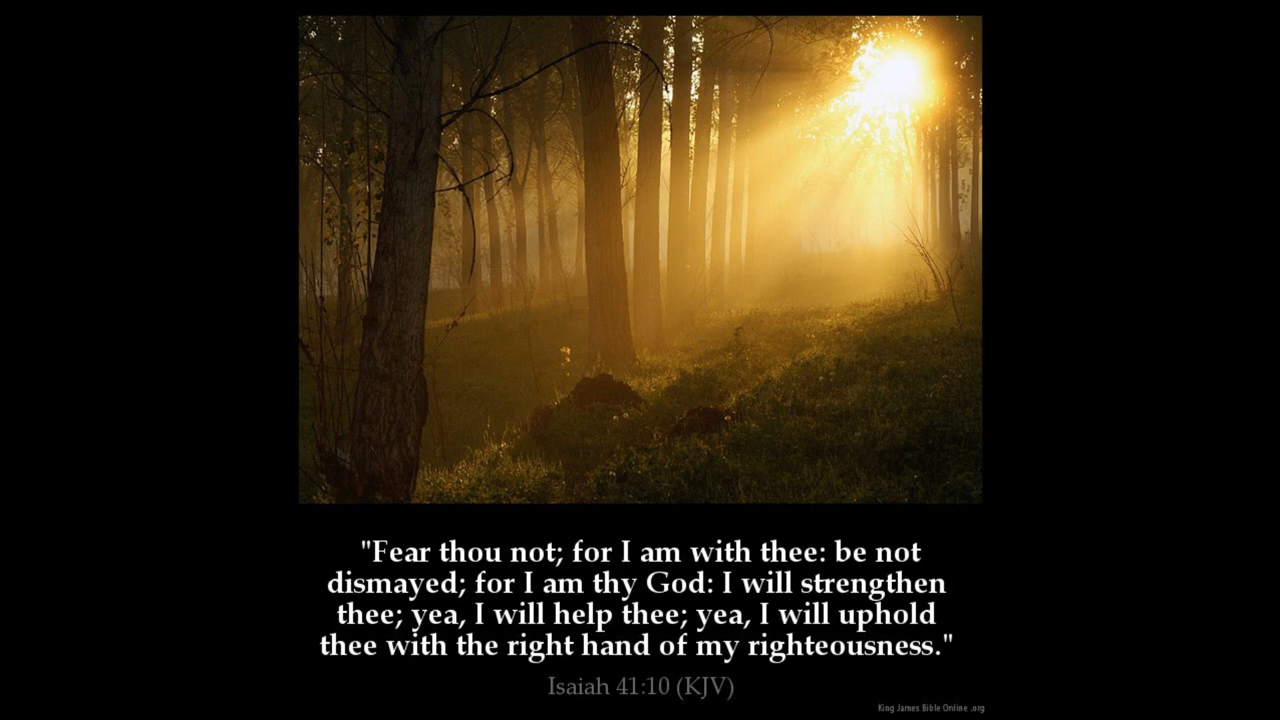 "Fear thou not; for I am with thee: be not
dismayed; for I am thy God: I will strengthen
thee; yea, I will help thee; yea, I will uphold
thee with the right hand of my righteousness."
Isaiah 41:10 (KJV)
King James Bible Online .org